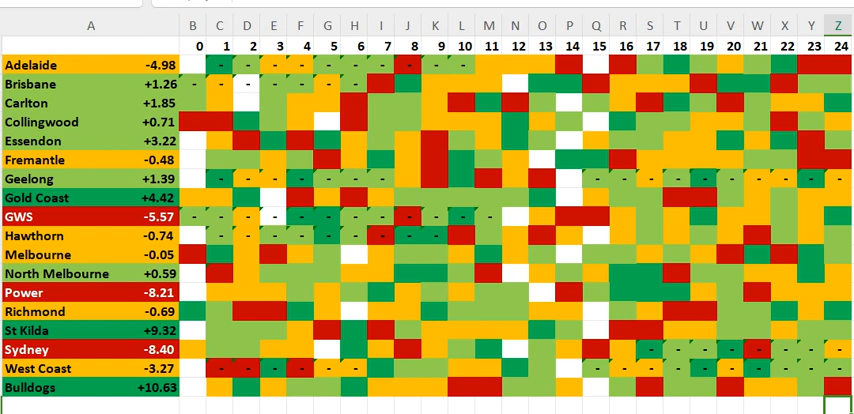 A B C D E F G H I J K L M N O P Q R S T U V W X Y Z
0 1 2 3 4 5 6 7 8 9 10 11 12 13 14 15 16 17 18 19 20 21 22 23 24
Adelaide -4.98 - - - - - - - - - -
Brisbane +1.26 - - - - - - -
Carlton +1.85
Collingwood +0.71
Essendon +3.22
Fremantle -0.48
Geelong +1.39 - - - - - - - - - - - - - - - - -
Gold Coast +4.42
GWS -5.57 - - - - - - - - - - - -
Hawthorn -0.74 - - - - - - - - -
Melbourne -0.05
North Melbourne +0.59
Power -8.21
Richmond -0.69
St Kilda +9.32
Sydney -8.40 - - - - - - - -
West Coast -3.27 - - - - - - - - - - - - - - - -
Bulldogs +10.63